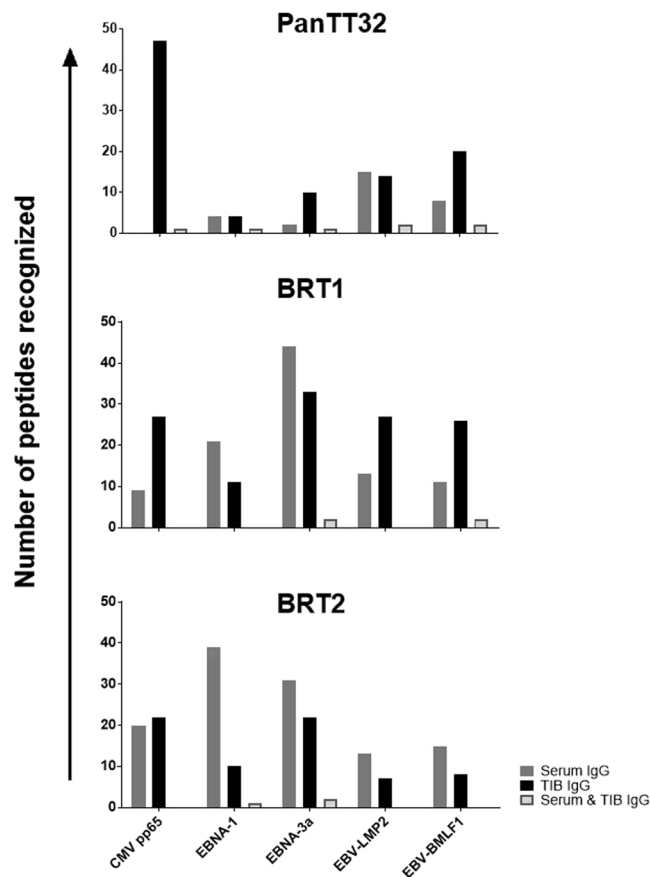 PanTT32
50
40
30
20
10
0
BRT1
50
40
30
20
10
0
BRT2
50
40
30
20
10
0
Number of peptides recognized
CMV pp65
EBNA-1
EBNA-3a
EBV-LMP2
EBV-BMLF1
Serum IgG
TIB IgG
Serum & TIB IgG